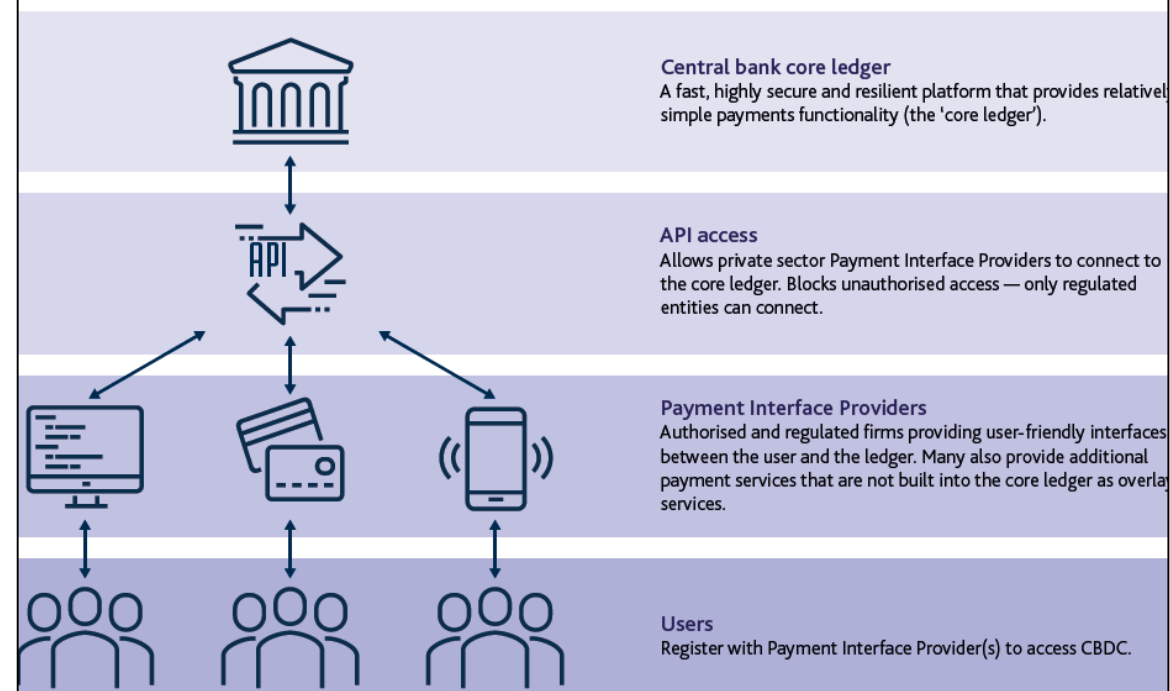 Central bank core ledger
A fast, highly secure and resilient platform that provides relativel
simple payments functionality (the ‘core ledger’).
API
API access
Allows private sector Payment Interface Providers to connect to
the core ledger. Blocks unauthorised access — only regulated
entities can connect.
Payment Interface Providers
Authorised and regulated firms providing user-friendly interfaces
between the user and the ledger. Many also provide additional
payment services that are not built into the core ledger as overlay
services.
Users
Register with Payment Interface Provider(s) to access CBDC.